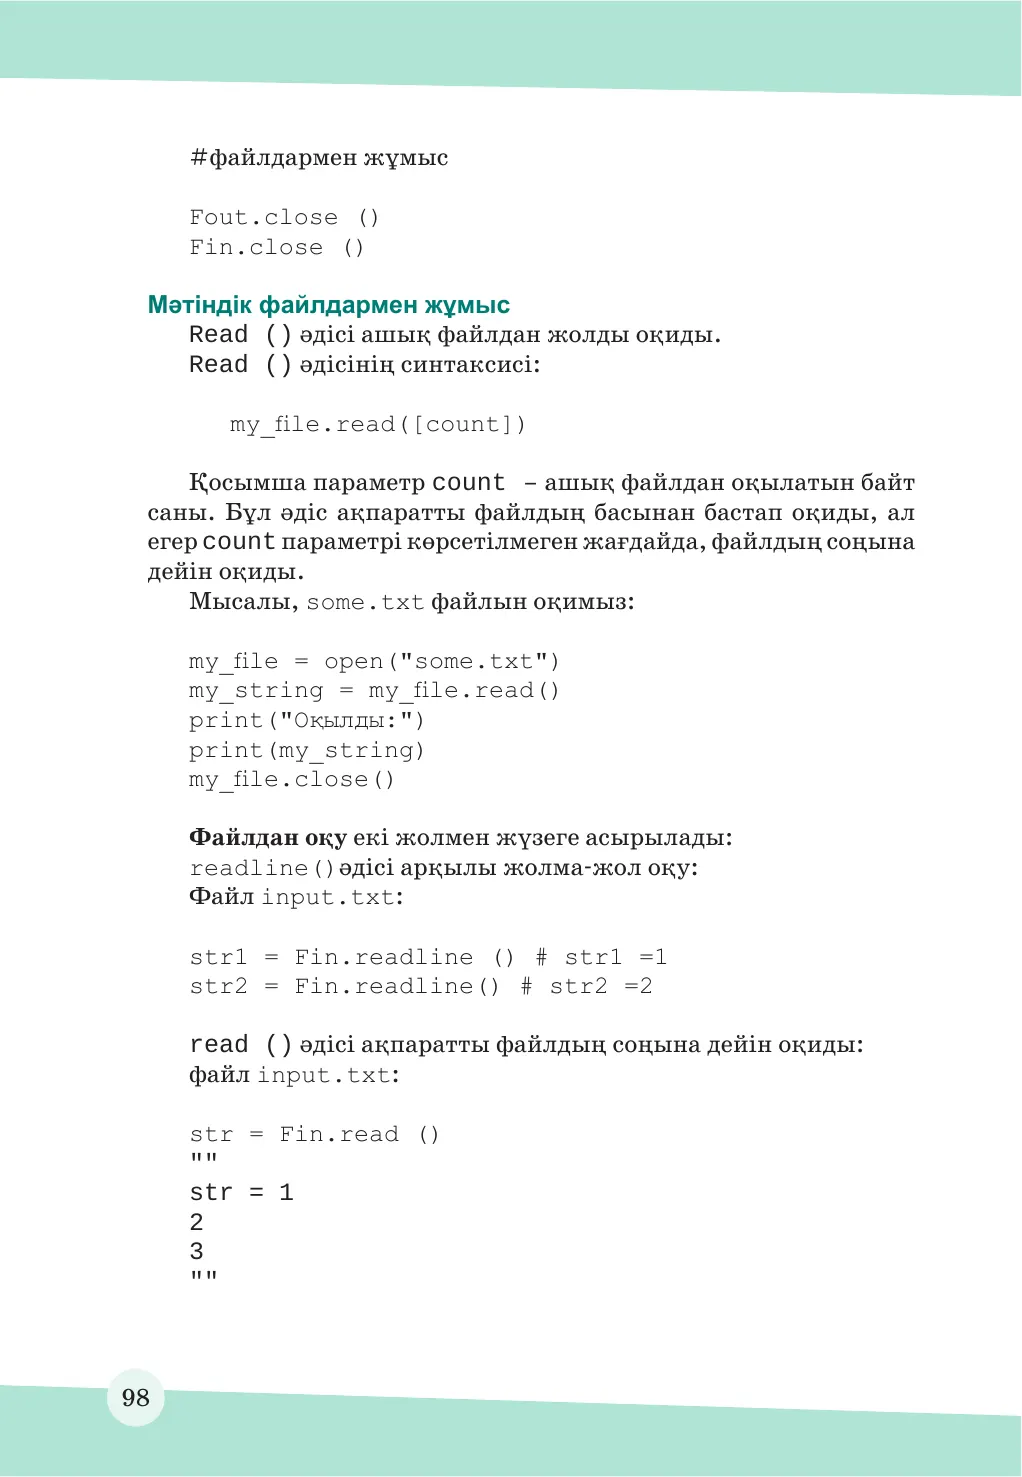 #файлдармен жұмыс
Fout.close ()
Fin.close ()
Мәтіндік файлдармен жұмыс
Read () әдісі ашық файлдан жолды оқиды.
Read () әдісінің синтаксисі:
my_file.read([count])
Қосымша параметр count – ашық файлдан оқылатын байт
саны. Бұл әдіс ақпаратты файлдың басынан бастап оқиды, ал
егер count параметрі көрсетілмеген жағдайда, файлдың соңына
дейін оқиды.
Мысалы, some.txt файлын оқимыз:
my_file = open("some.txt")
my_string = my_file.read()
print("Оқылды:")
print(my_string)
my_file.close()
Файлдан оқу екі жолмен жүзеге асырылады:
readline()әдісі арқылы жолма-жол оқу:
Файл input.txt:
str1 = Fin.readline () # str1 =1
str2 = Fin.readline() # str2 =2
read () әдісі ақпаратты файлдың соңына дейін оқиды:
файл input.txt:
str = Fin.read ()
""
str = 1
2
3
""
98